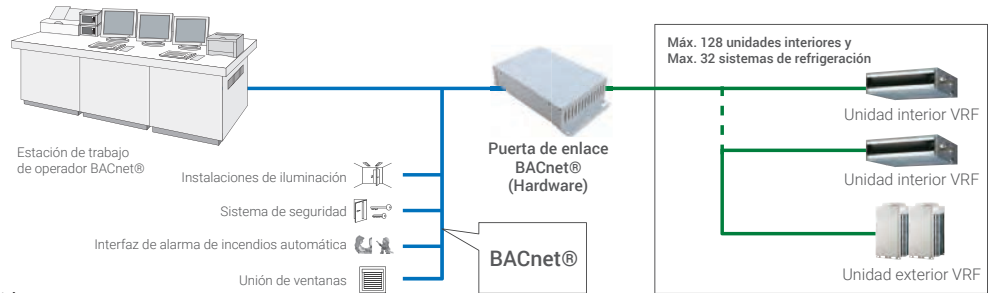 Máx. 128 unidades interiores y
Max. 32 sistemas de refrigeración
Unidad interior VRF
Estación de trabajo
de operador BACnet®
Puerta de enlace
BACnet®
(Hardware)
Instalaciones de iluminación
Unidad interior VRF
Sistema de seguridad
Interfaz de alarma de incendios automática
BACnet®
Unión de ventanas
Unidad exterior VRF